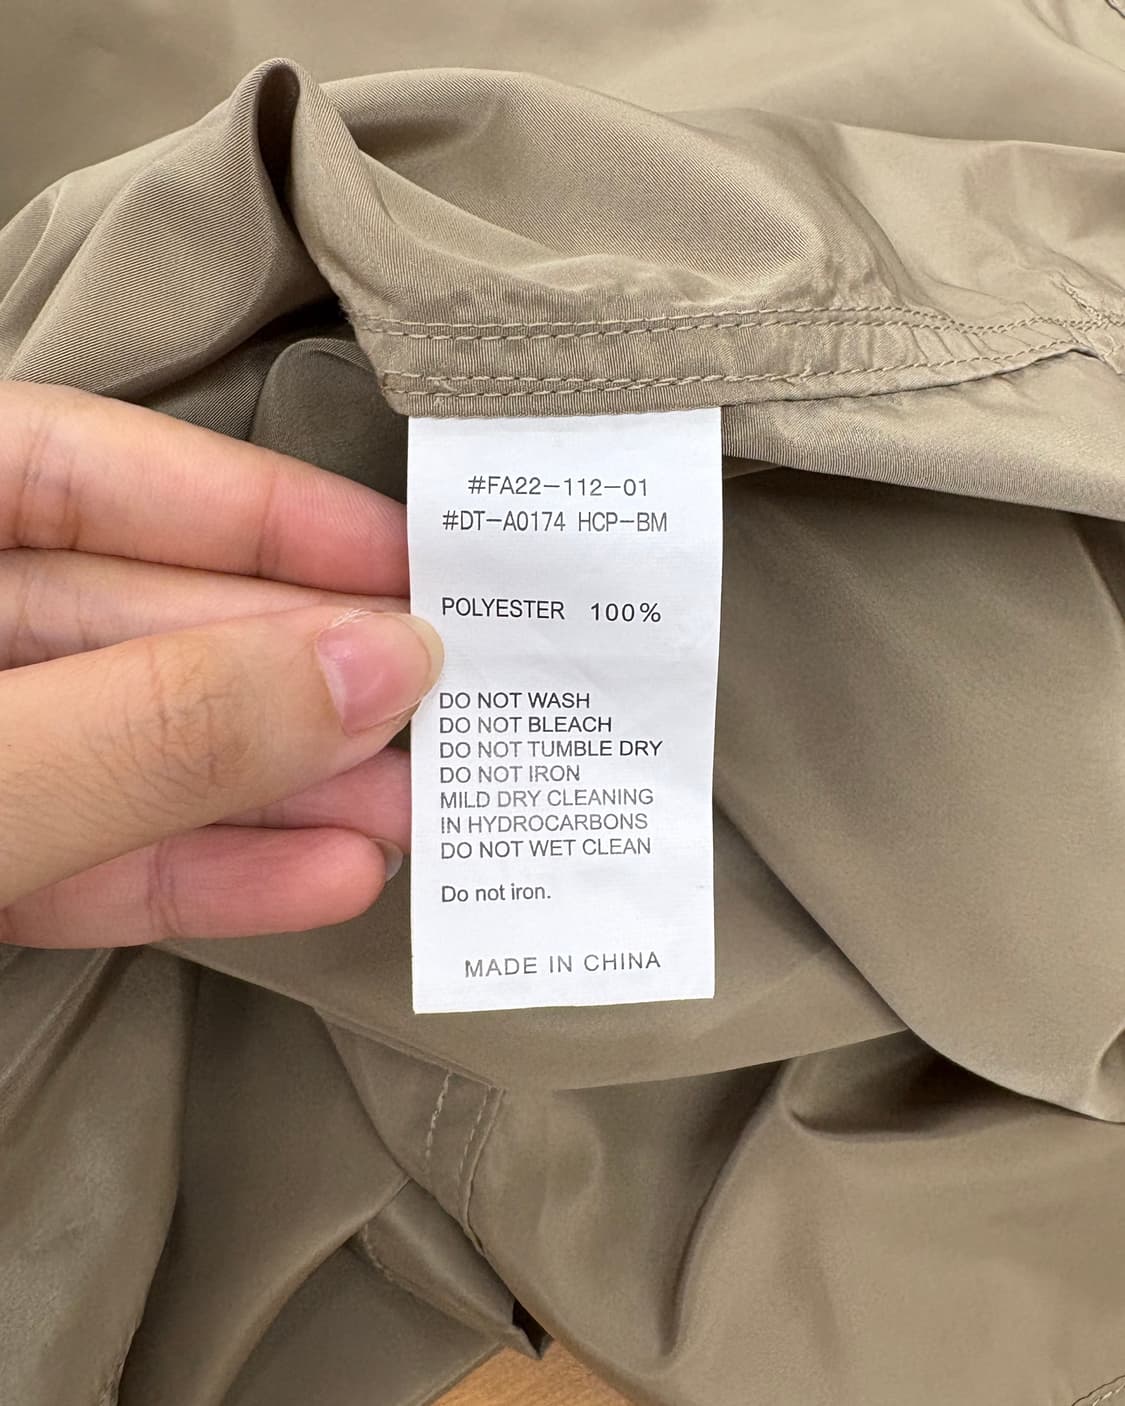 #FA22-112-01
#DT-A0174 HCP-BM
POLYESTER 100%
DO NOT WASH
DO NOT BLEACH
DO NOT TUMBLE DRY
DO NOT IRON
MILD DRY CLEANING
IN HYDROCARBONS
DO NOT WET CLEAN
Do not iron.
MADE IN CHINA